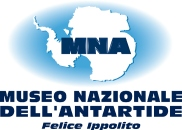 MNA
MUSEO NAZIONALE
DELL'ANTARTIDE
Felice Ippolito